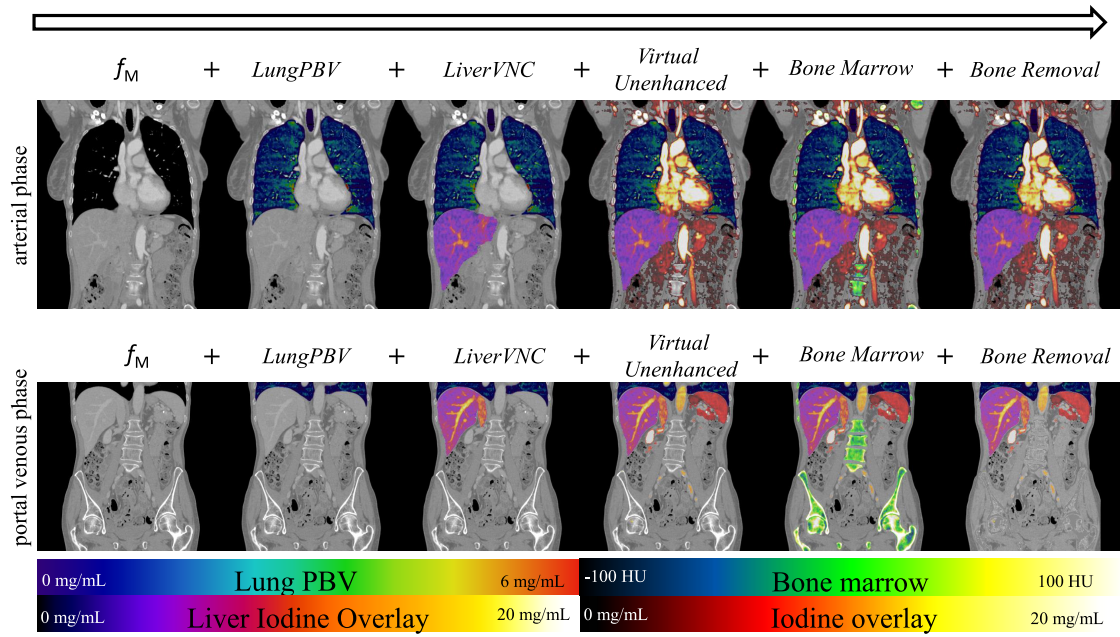 f_M + LungPBV + LiverVNC + Virtual Unenhanced + Bone Marrow + Bone Removal
arterial phase
f_M + LungPBV + LiverVNC + Virtual Unenhanced + Bone Marrow + Bone Removal
portal venous phase
0 mg/mL Lung PBV 6 mg/mL -100 HU Bone marrow 100 HU
0 mg/mL Liver Iodine Overlay 20 mg/mL 0 mg/mL Iodine overlay 20 mg/mL